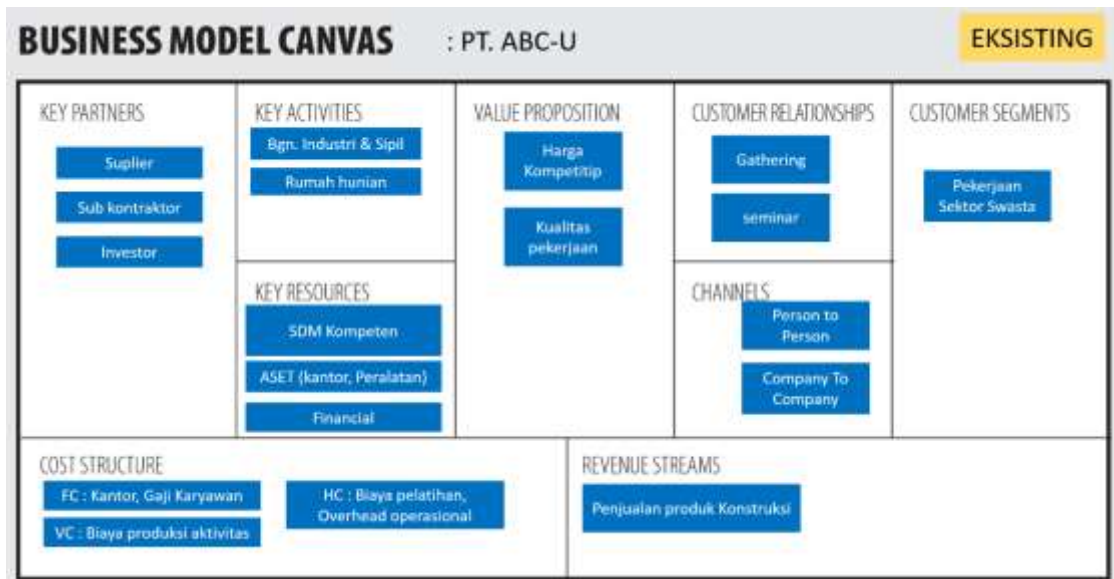 BUSINESS MODEL CANVAS : PT. ABC-U
EKSISTING
KEY PARTNERS
Suplier
Sub kontraktor
Investor
KEY ACTIVITIES
Bgn. Industri & Sipil
Rumah hunian
KEY RESOURCES
SDM Kompeten
ASET (kantor, Peralatan)
Financial
VALUE PROPOSITION
Harga
Kompetitip
Kualitas
pekerjaan
CUSTOMER RELATIONSHIPS
Gathering
seminar
CHANNELS
Person to
Person
Company To
Company
CUSTOMER SEGMENTS
Pekerjaan
Sektor Swasta
COST STRUCTURE
FC : Kantor, Gaji Karyawan
VC : Biaya produksi aktivitas
HC : Biaya pelatihan,
Overhead operasional
REVENUE STREAMS
Penjualan produk Konstruksi